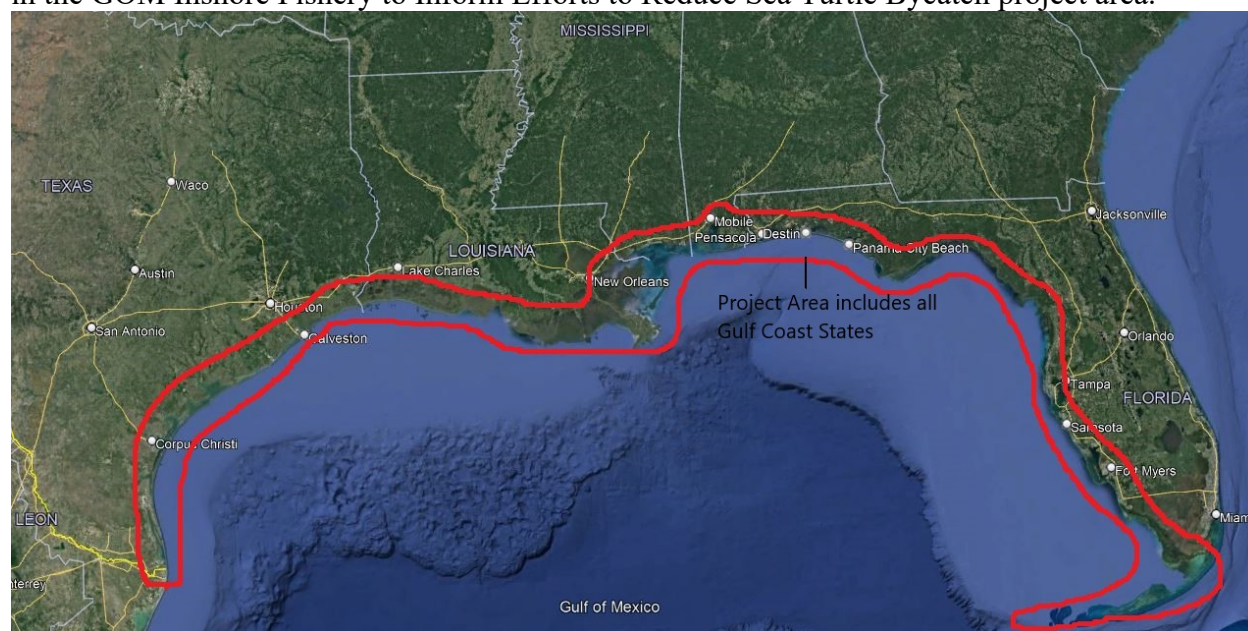 in the GOM Inshore Fishery to Inform Efforts to Reduce Sea Turtle Bycatch project area.
MISSISSIPPI
TEXAS
Waco
Jacksonville
Mobile
Pensacola
Destin
Panama City Beach
LOUISIANA
Lake Charles
Austin
New Orleans
Houston
Project Area includes all
Gulf Coast States
San Antonio
Galveston
Orlando
Tampa
FLORIDA
Sarasota
Corpus Christi
Fort Myers
LEON
Miam
nterrey
Gulf of Mexico